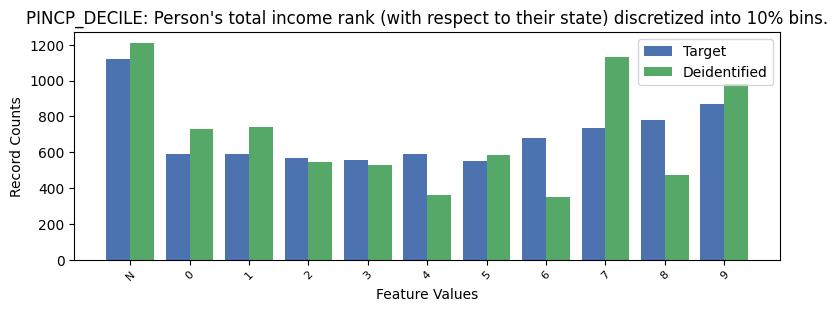 PINCP_DECILE: Person's total income rank (with respect to their state) discretized into 10% bins.
Target
Deidentified
Record Counts
1200
1000
800
600
400
200
0
N 0 1 2 3 4 5 6 7 8 9
Feature Values